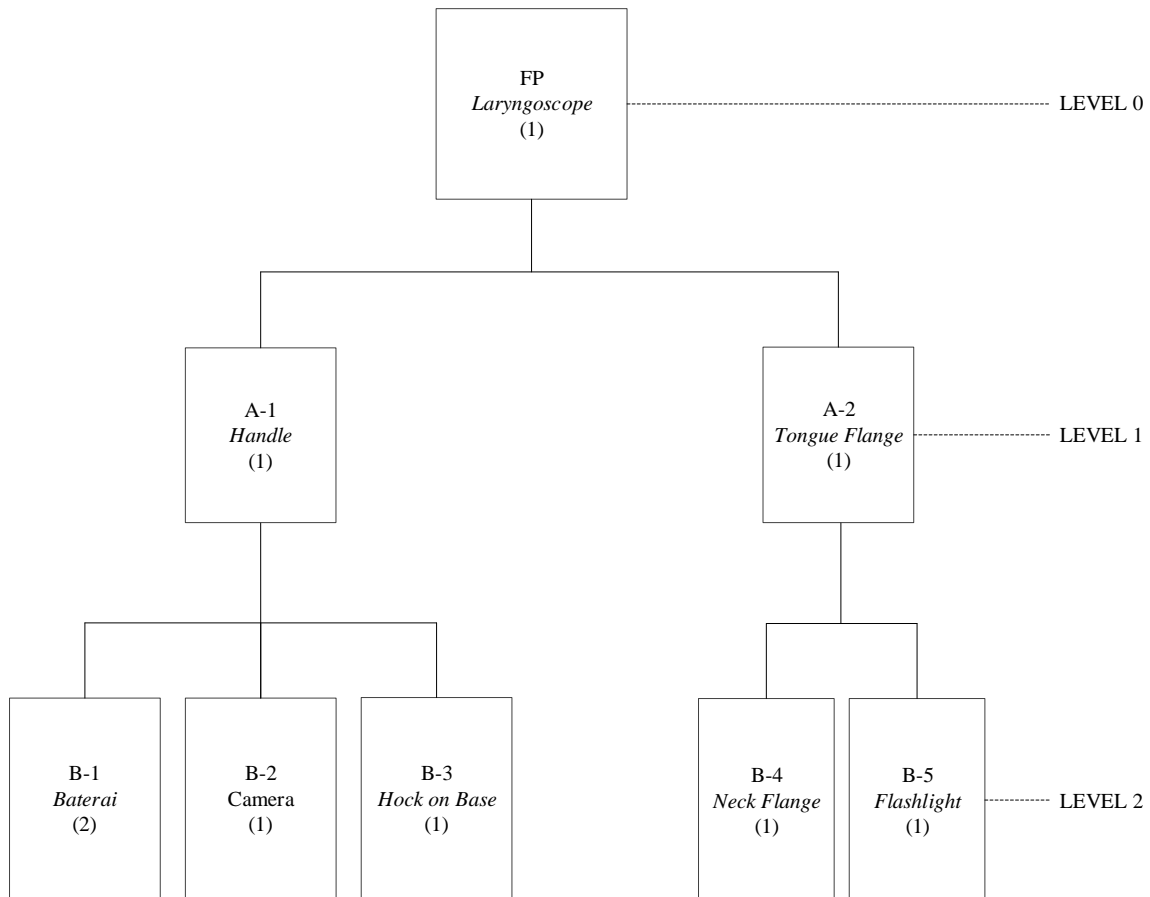 FP
Laryngoscope
(1)
LEVEL 0
A-1
Handle
(1)
A-2
Tongue Flange
(1)
LEVEL 1
B-1
Baterai
(2)
B-2
Camera
(1)
B-3
Hock on Base
(1)
B-4
Neck Flange
(1)
B-5
Flashlight
(1)
LEVEL 2